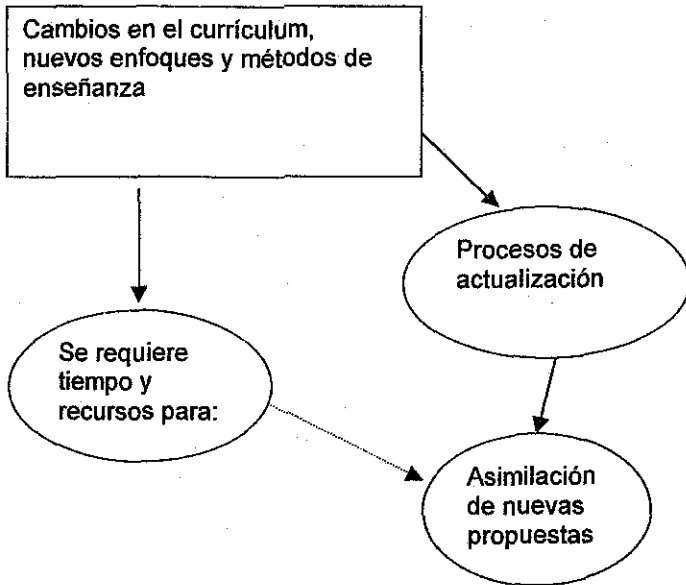 Cambios en el currículum,
nuevos enfoques y métodos de
enseñanza
Procesos de
actualización
Se requiere
tiempo y
recursos para:
Asimilación
de nuevas
propuestas